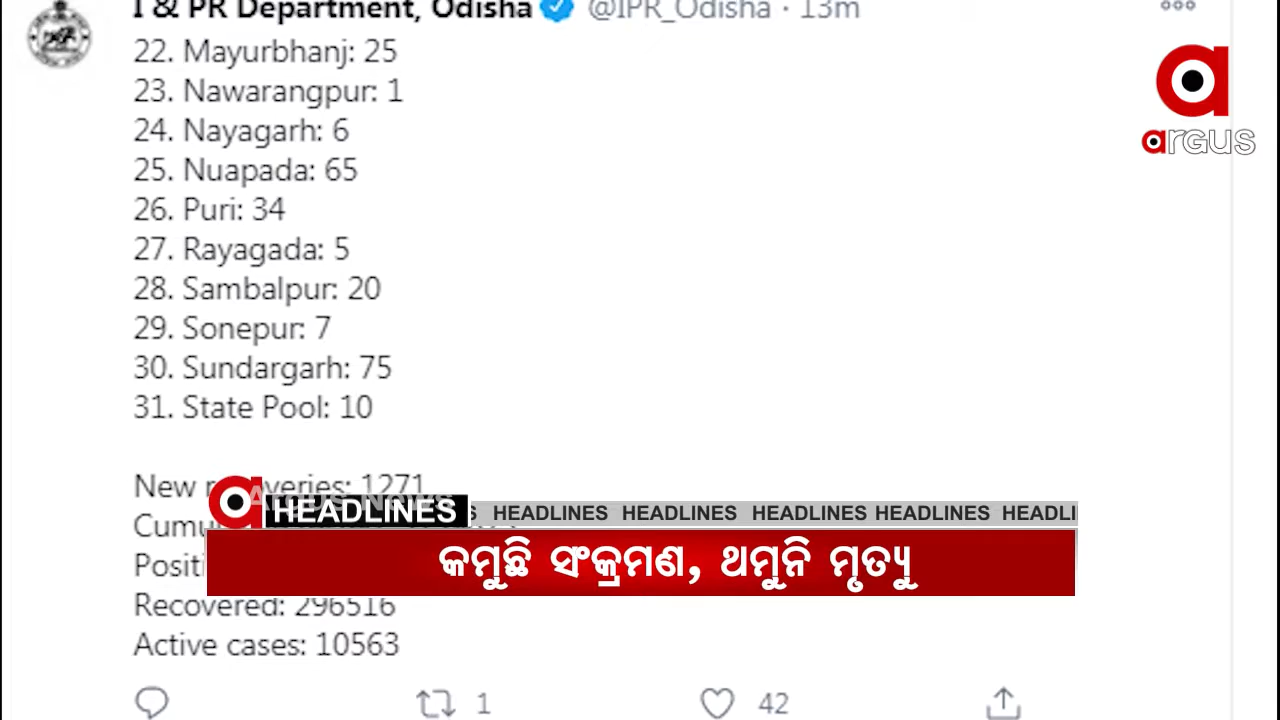 I & PR Department, Odisha @IPR_Odisha · 13m
22. Mayurbhanj: 25
23. Nawarangpur: 1
24. Nayagarh: 6
25. Nuapada: 65
26. Puri: 34
27. Rayagada: 5
28. Sambalpur: 20
29. Sonepur: 7
30. Sundargarh: 75
31. State Pool: 10
argus
New recoveries: 1271
HEADLINES HEADLINES HEADLINES HEADLINES HEADLINES HEADLI
କମୁଛି ସଂକ୍ରମଣ, ଥମୁନି ମୃତ୍ୟୁ
Recovered: 296516
Active cases: 10563
1 42